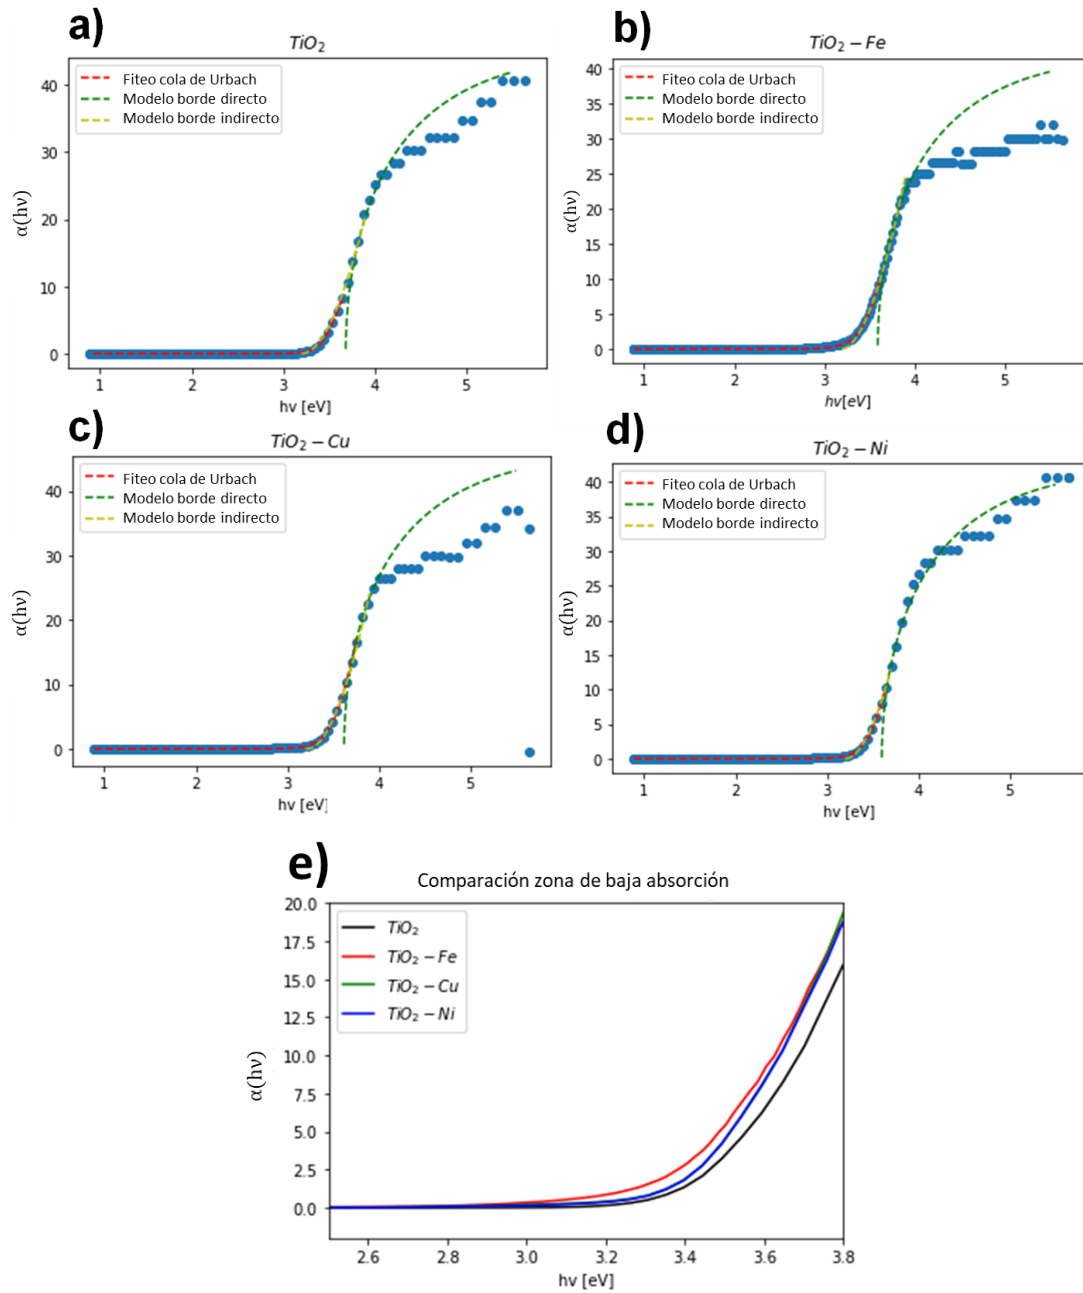 a)
TiO2
Fiteo cola de Urbach
Modelo borde directo
Modelo borde indirecto
40
30
20
10
0
α(hν)
1
2
3
4
5
hv [eV]
b)
TiO2 − Fe
Fiteo cola de Urbach
Modelo borde directo
Modelo borde indirecto
40
35
30
25
20
15
10
5
0
α(hν)
1
2
3
4
5
hv[eV]
c)
TiO2 − Cu
Fiteo cola de Urbach
Modelo borde directo
Modelo borde indirecto
40
30
20
10
0
α(hν)
1
2
3
4
5
hv [eV]
d)
TiO2 − Ni
Fiteo cola de Urbach
Modelo borde directo
Modelo borde indirecto
40
35
30
25
20
15
10
5
0
α(hν)
1
2
3
4
5
hv [eV]
e)
Comparación zona de baja absorción
TiO2
TiO2 − Fe
TiO2 − Cu
TiO2 − Ni
20.0
17.5
15.0
12.5
10.0
7.5
5.0
2.5
0.0
α(hν)
2.6
2.8
3.0
3.2
3.4
3.6
3.8
hv [eV]